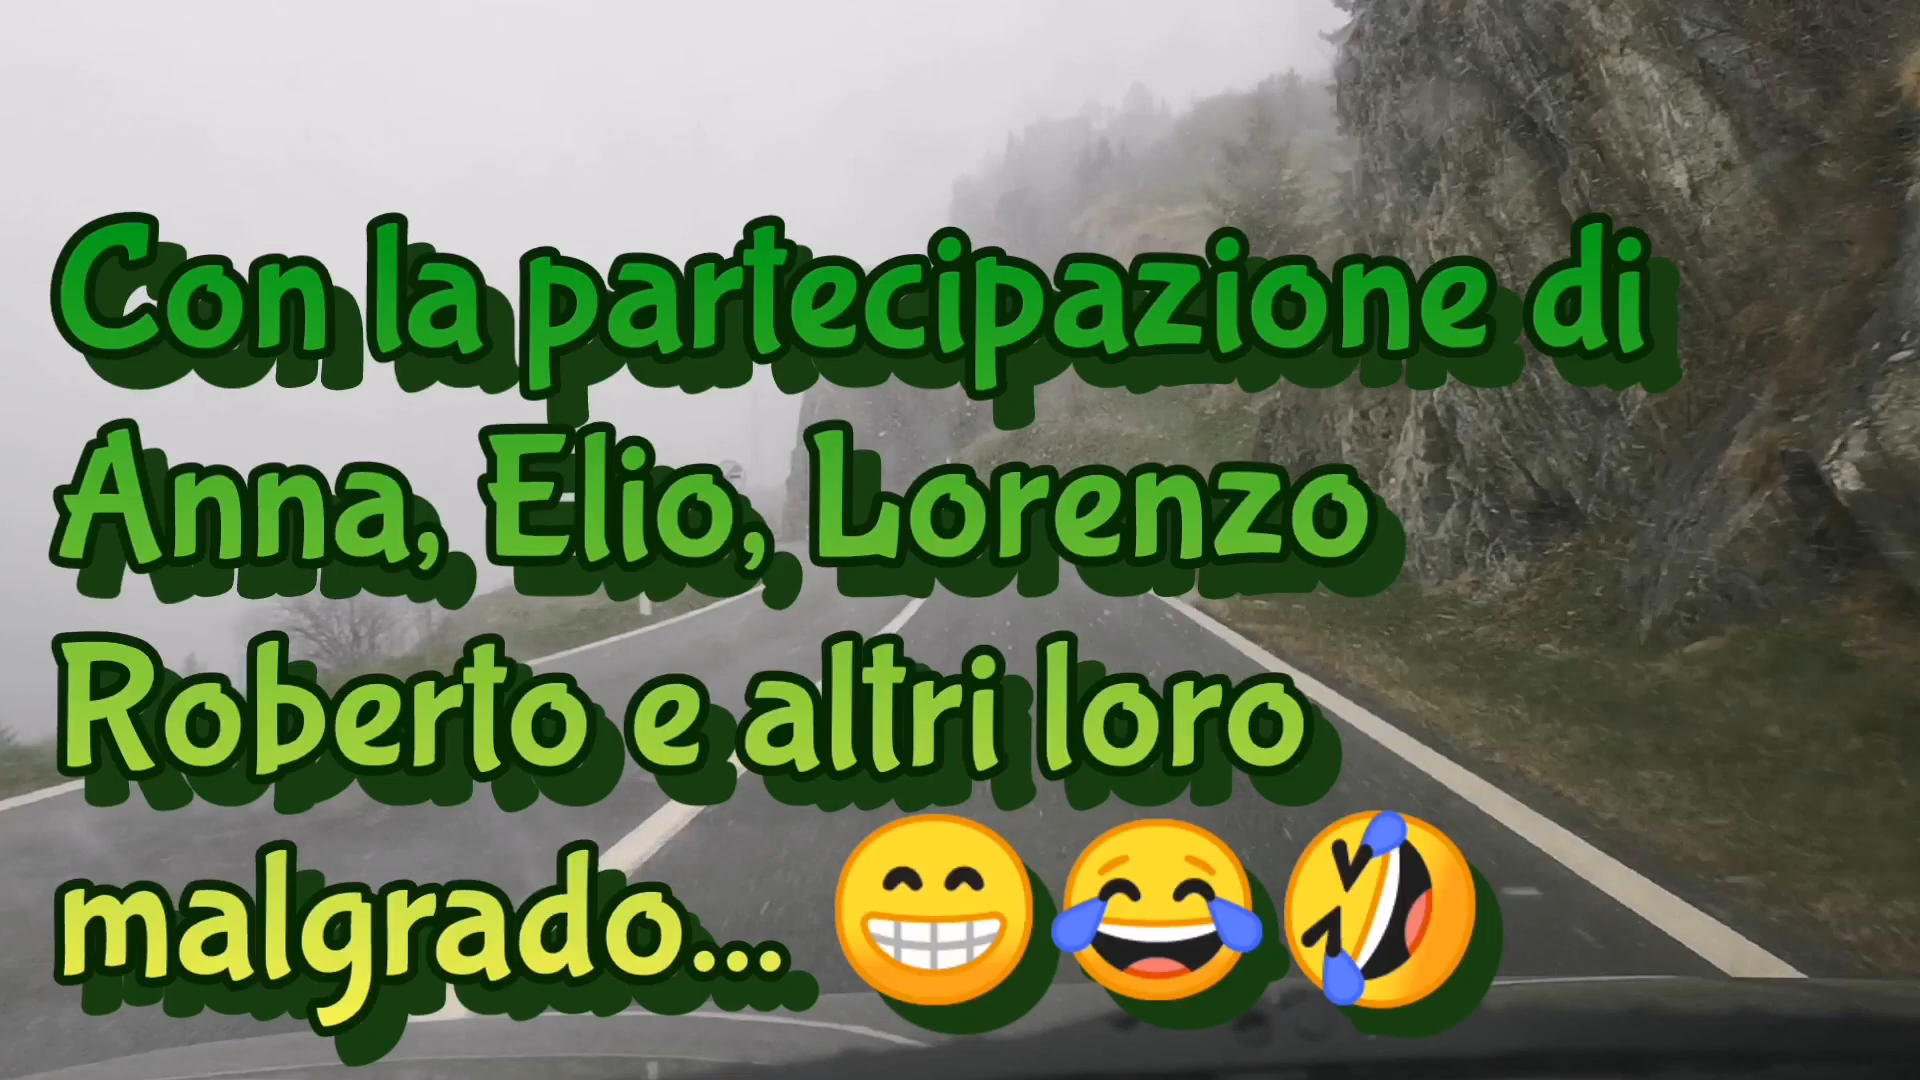 Con la partecipazione di
Anna, Elio, Lorenzo
Roberto e altri loro
malgrado... 😁😂🤣